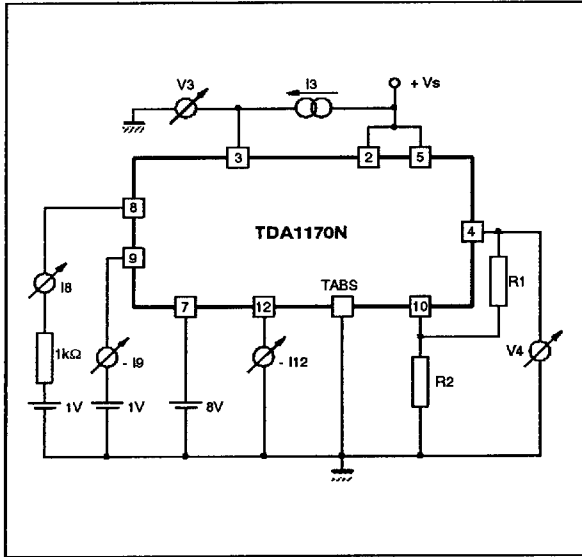 V3
I3
+ Vs
3
2
5
8
TDA1170N
4
9
TABS
R1
I8
7
12
10
1kΩ
- I9
- I12
V4
R2
1V
1V
8V